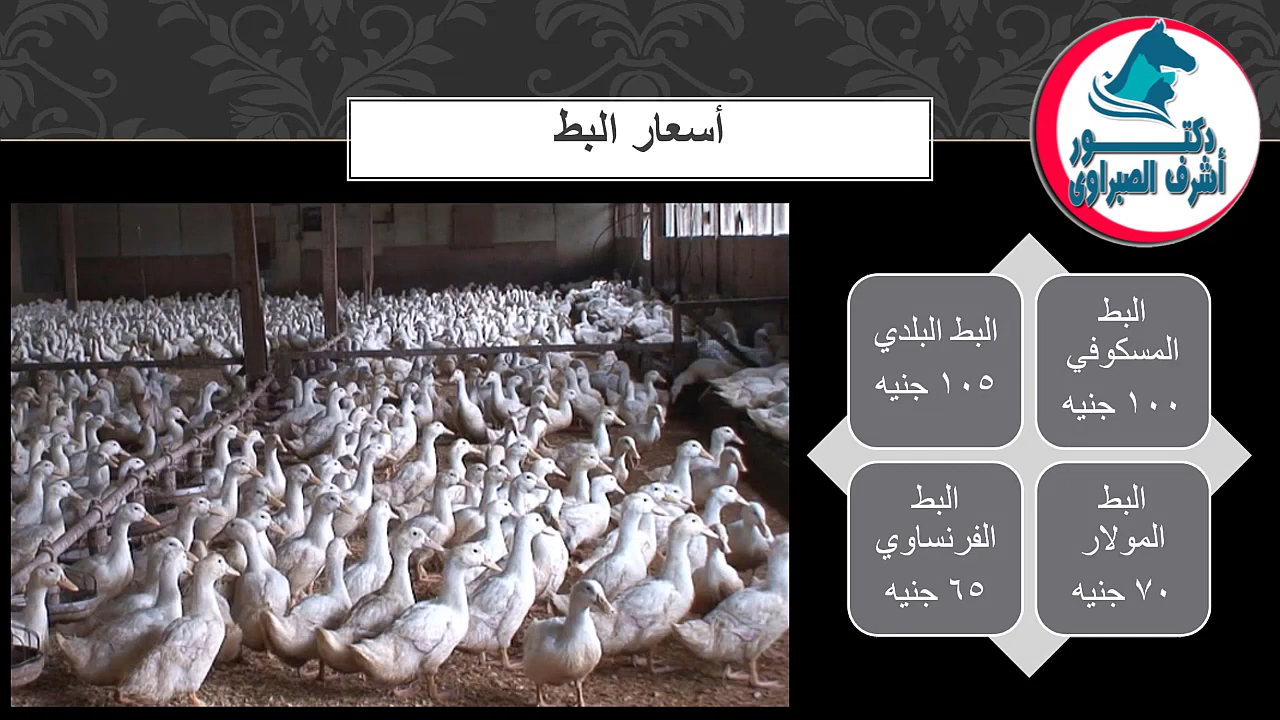 أسعار البط
دكتـــور
أشرف الصبراوى
البط
المسكوفي
١٠٠ جنيه
البط البلدي
١٠٥ جنيه
البط
المولار
٧٠ جنيه
البط
الفرنساوي
٦٥ جنيه